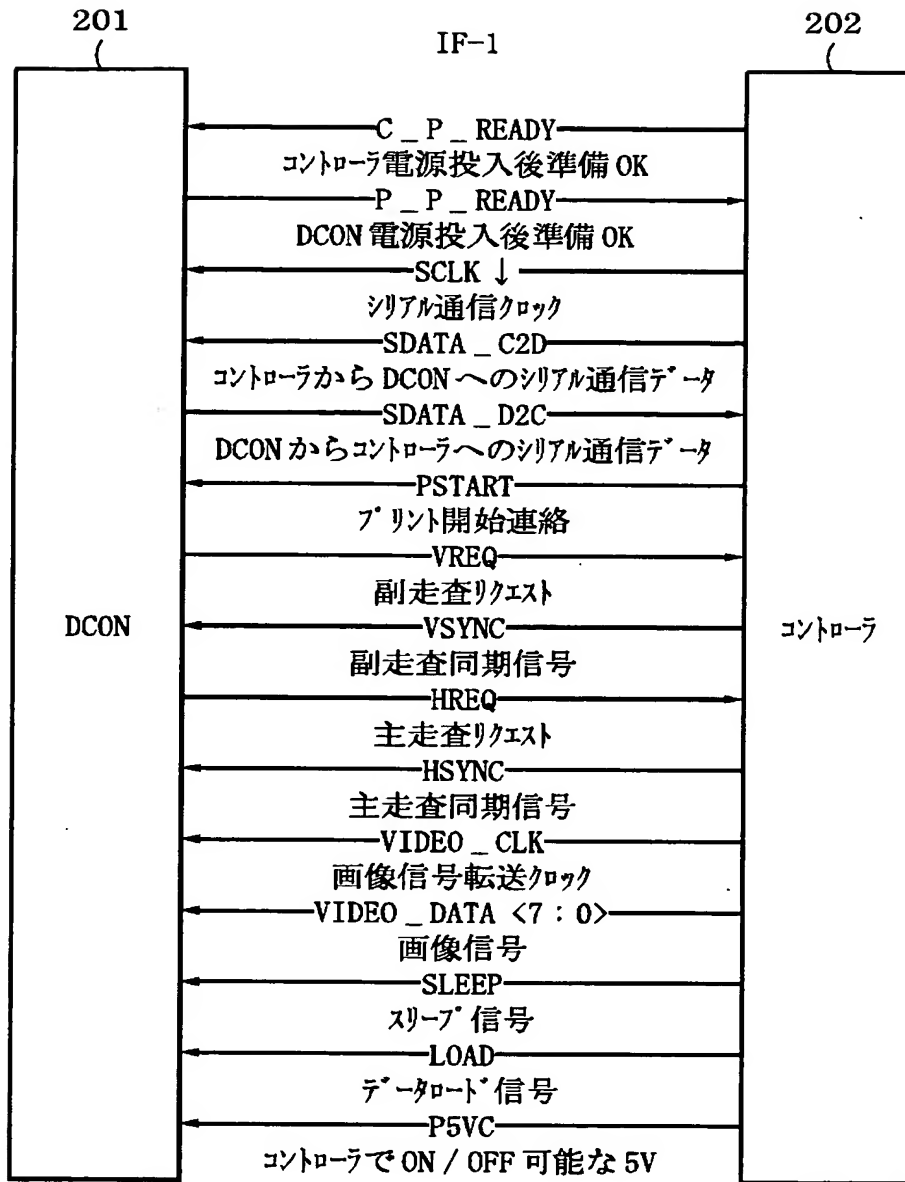 201
IF-1
202
C_P_READY
コントローラ電源投入後準備OK
P_P_READY
DCON電源投入後準備OK
SCLK ↓
シリアル通信クロック
SDATA_C2D
コントローラからDCONへのシリアル通信データ
SDATA_D2C
DCONからコントローラへのシリアル通信データ
PSTART
プリント開始連絡
VREQ
副走査リクエスト
DCON
VSYNC
コントローラ
副走査同期信号
HREQ
主走査リクエスト
HSYNC
主走査同期信号
VIDEO_CLK
画像信号転送クロック
VIDEO_DATA <7:0>
画像信号
SLEEP
スリープ信号
LOAD
データロード信号
P5VC
コントローラでON/OFF可能な5V